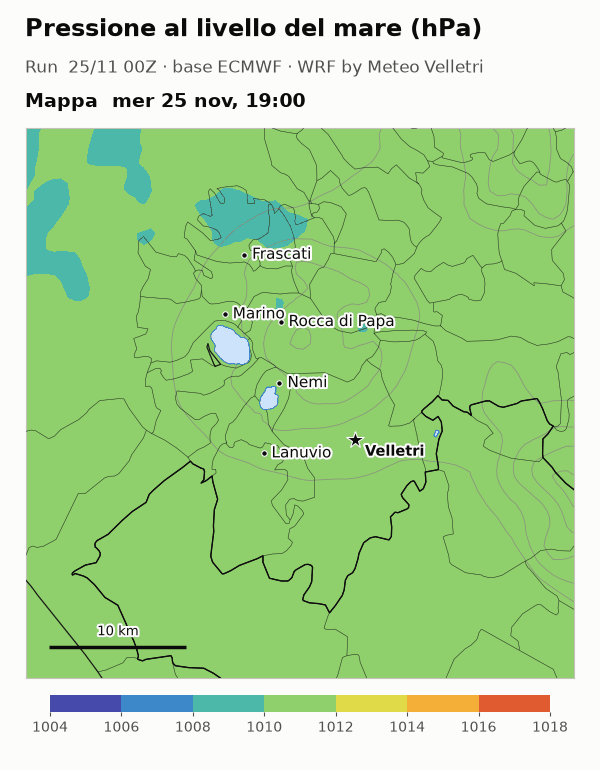 Pressione al livello del mare (hPa)
Run  25/11 00Z · base ECMWF · WRF by Meteo Velletri
Mappa  mer 25 nov, 19:00
Frascati
Marino
Rocca di Papa
Nemi
Velletri
Lanuvio
10 km
1004 1006 1008 1010 1012 1014 1016 1018